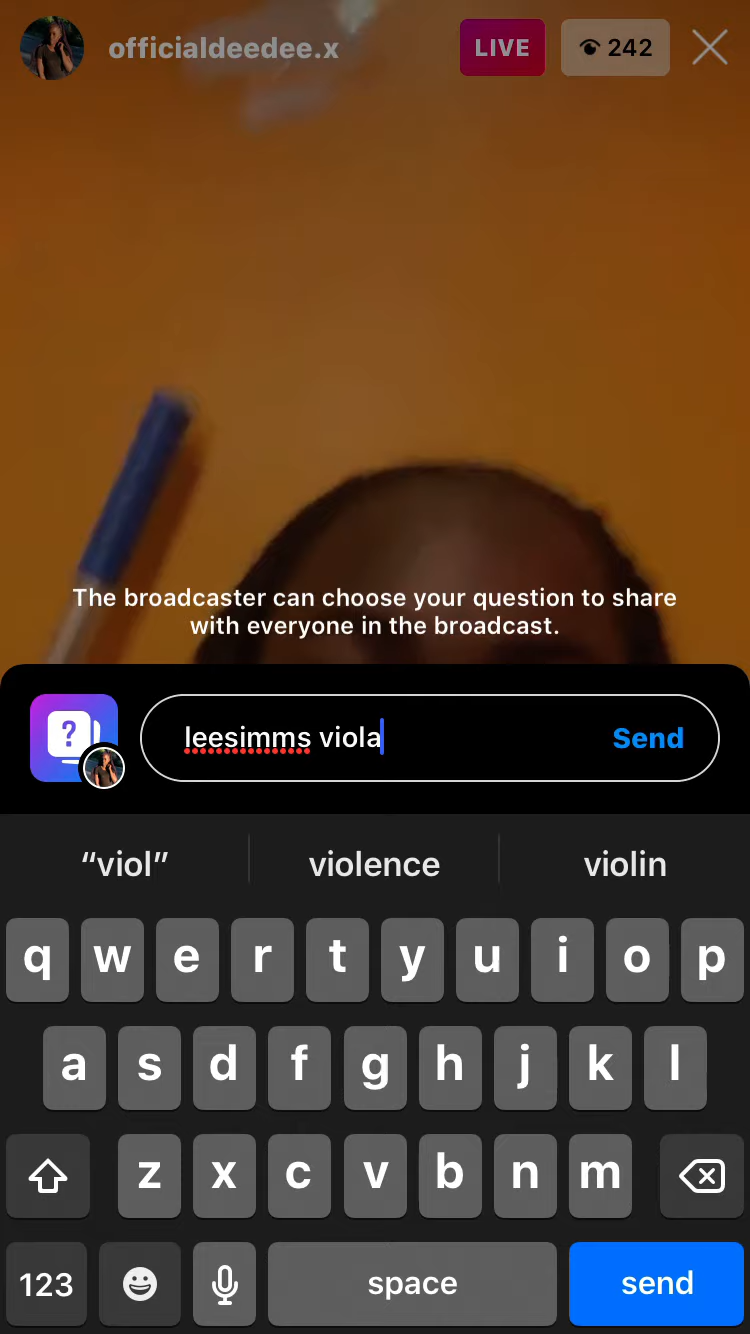 officialdeedee.x LIVE 242
The broadcaster can choose your question to share
with everyone in the broadcast.
?
leesimms viola Send
“viol” violence violin
q w e r t y u i o p
a s d f g h j k l
z x c v b n m
123 space send